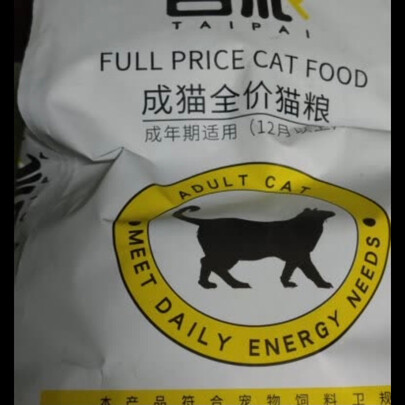 TAIPAI
FULL PRICE CAT FOOD
成猫全价猫粮
成年期适用（12月
ADULT CAT
MEET DAILY ENERGY NEEDS
本产品符合宠物饲料卫